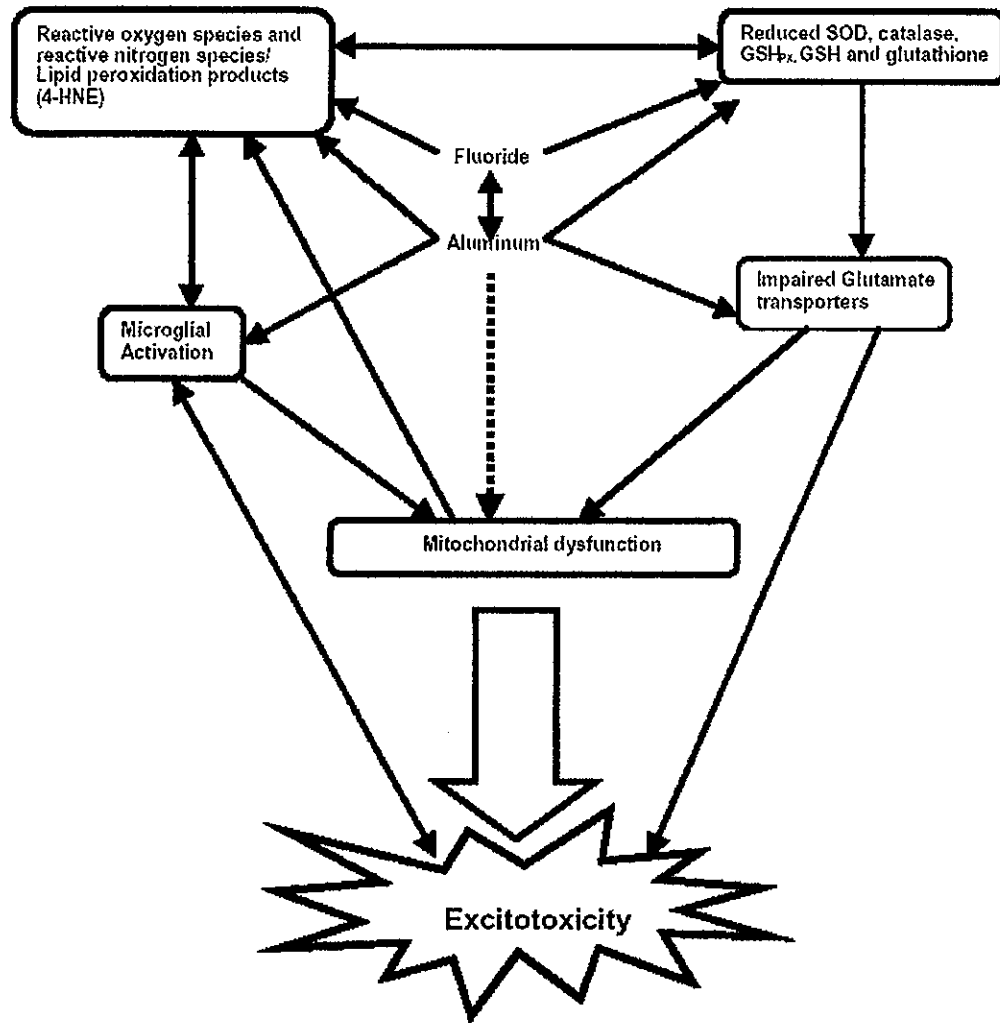 Reactive oxygen species and
reactive nitrogen species/
Lipid peroxidation products
(4-HNE)
Reduced SOD, catalase,
GSHPx, GSH and glutathione
Fluoride
Aluminum
Impaired Glutamate
transporters
Microglial
Activation
Mitochondrial dysfunction
Excitotoxicity